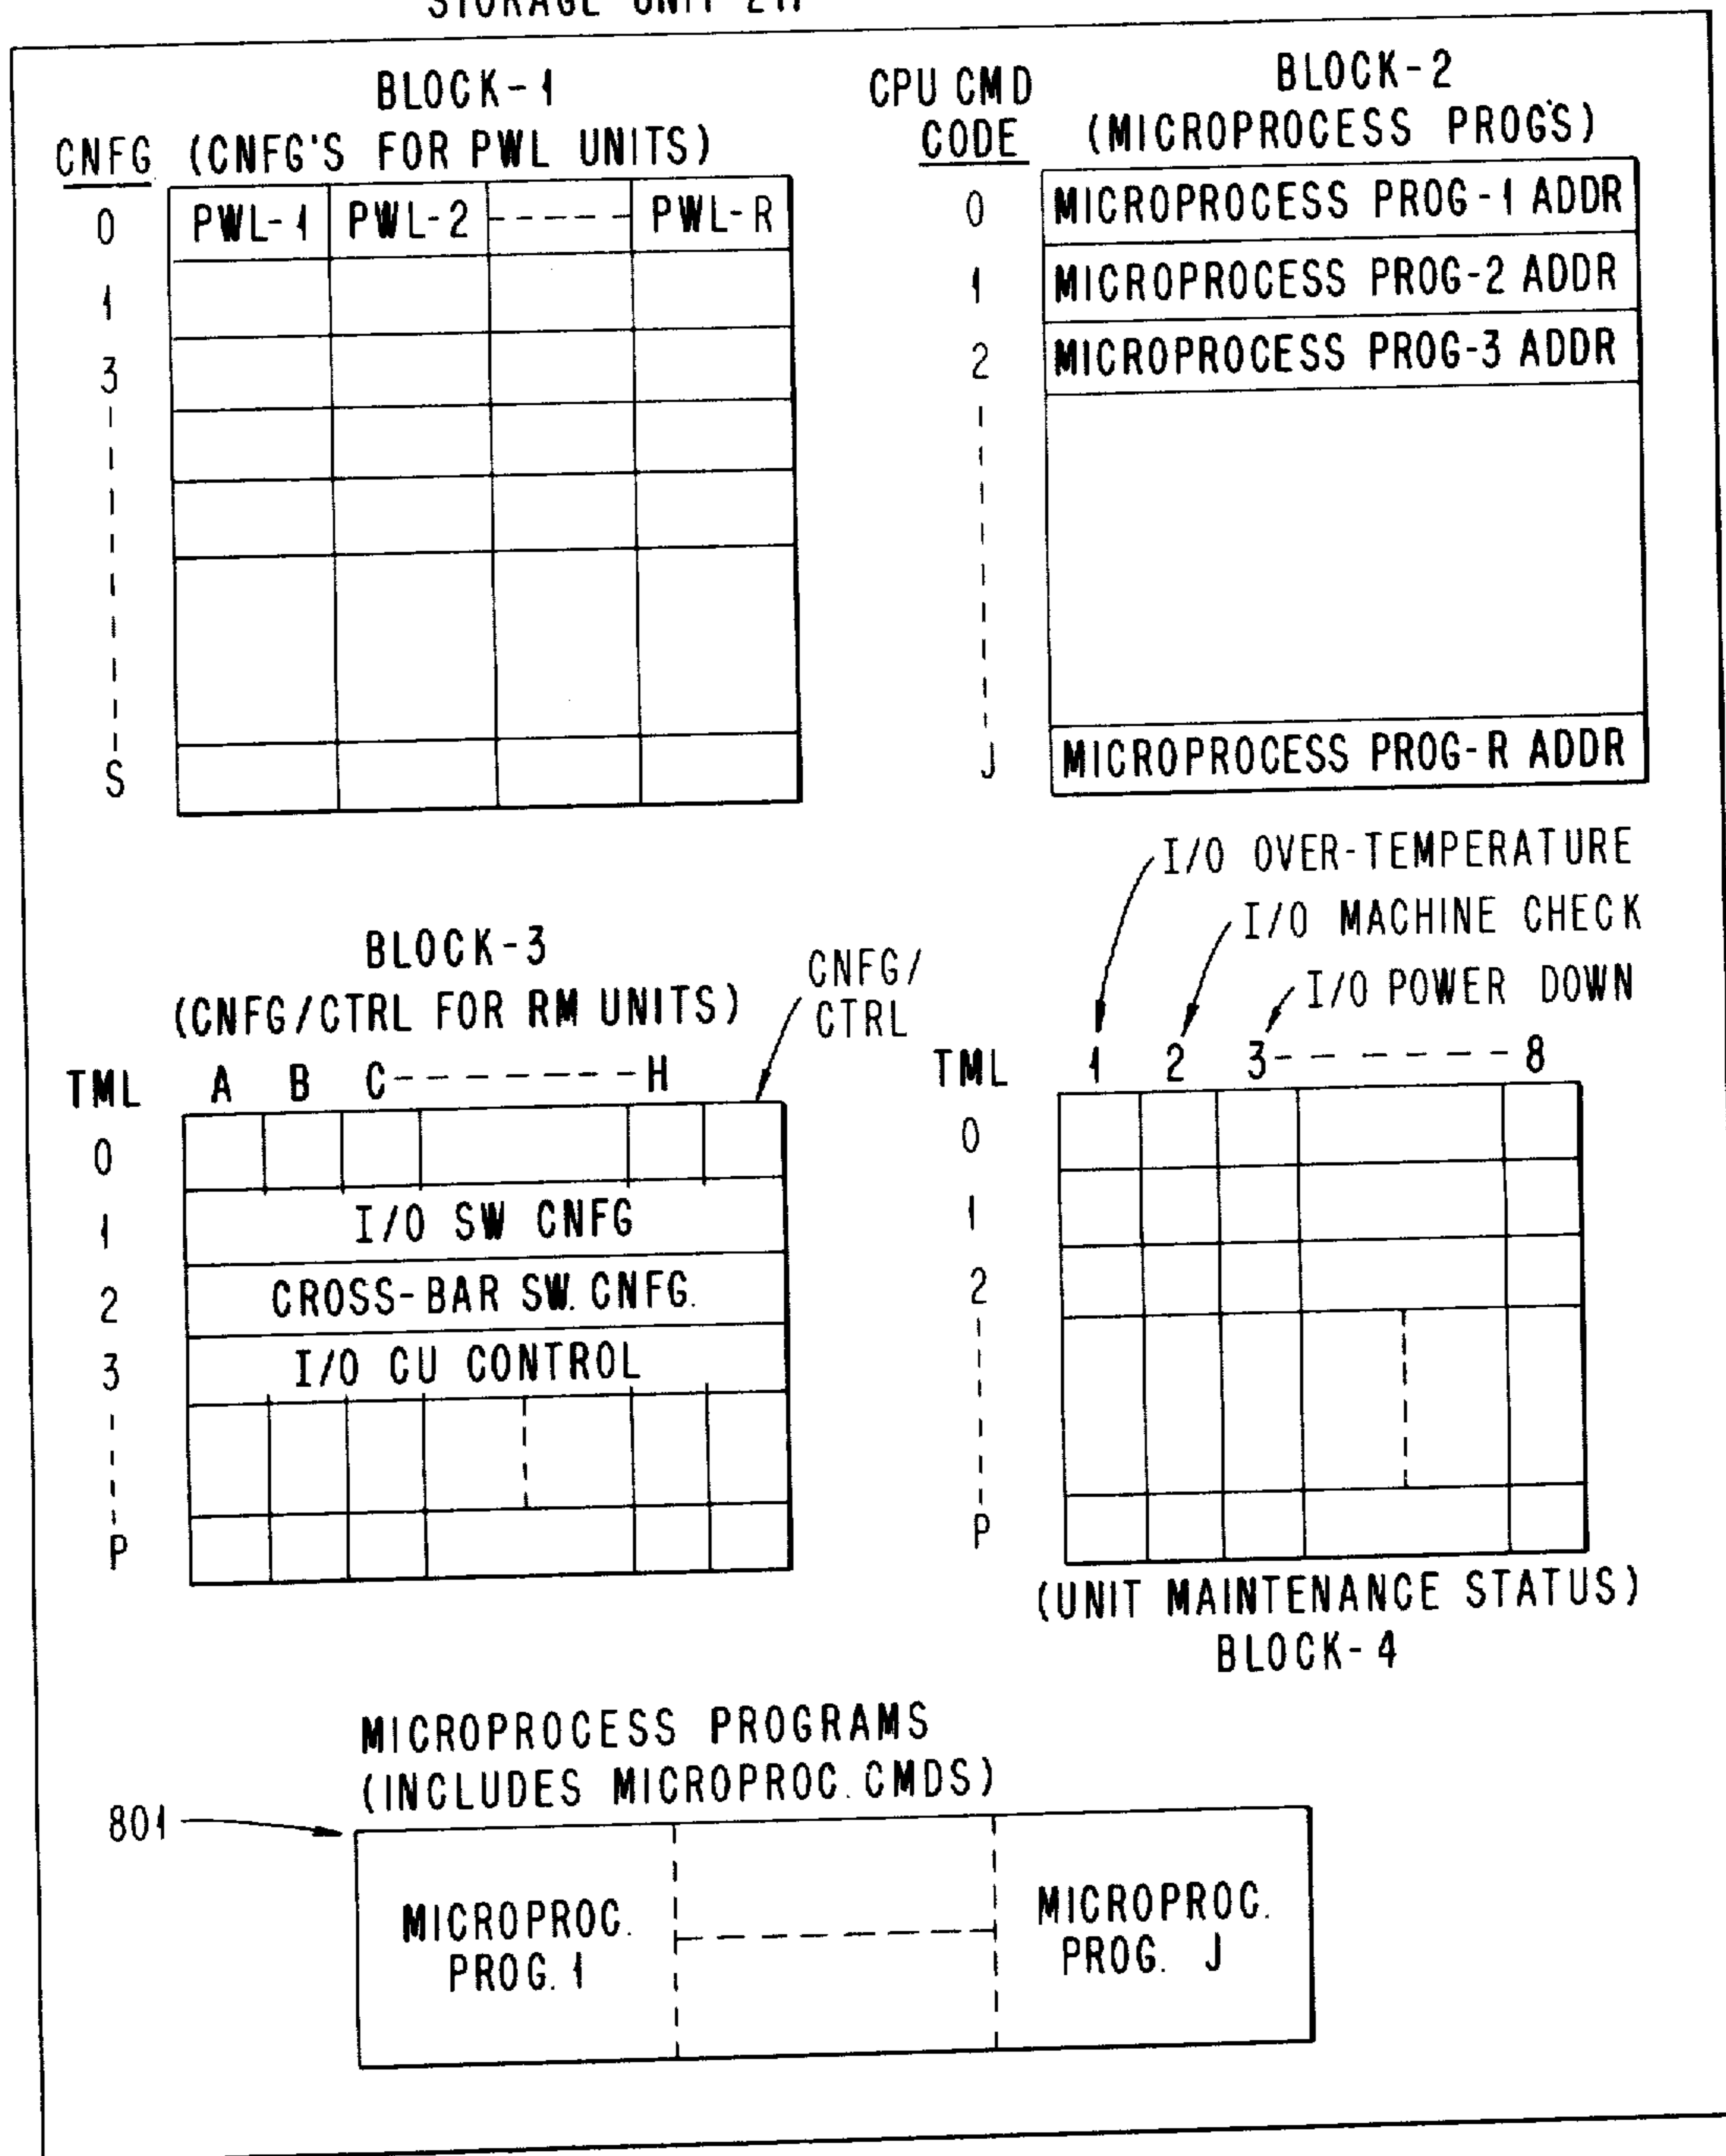 STORAGE UNIT
BLOCK-1
CNFG (CNFG'S FOR PWL UNITS)
0 PWL-1 PWL-2 ----- PWL-R
1
3
S
CPU CMD
CODE
BLOCK-2
(MICROPROCESS PROG'S)
0 MICROPROCESS PROG-1 ADDR
1 MICROPROCESS PROG-2 ADDR
2 MICROPROCESS PROG-3 ADDR
J MICROPROCESS PROG-R ADDR
BLOCK-3
(CNFG/CTRL FOR RM UNITS)
CNFG/
CTRL
TML A B C--------H
0
1 I/O SW CNFG
2 CROSS-BAR SW. CNFG.
3 I/O CU CONTROL
P
I/O OVER-TEMPERATURE
I/O MACHINE CHECK
I/O POWER DOWN
TML 1 2 3-------8
0
1
2
P
(UNIT MAINTENANCE STATUS)
BLOCK-4
MICROPROCESS PROGRAMS
(INCLUDES MICROPROC. CMDS)
801
MICROPROC.
PROG. 1
MICROPROC.
PROG. J